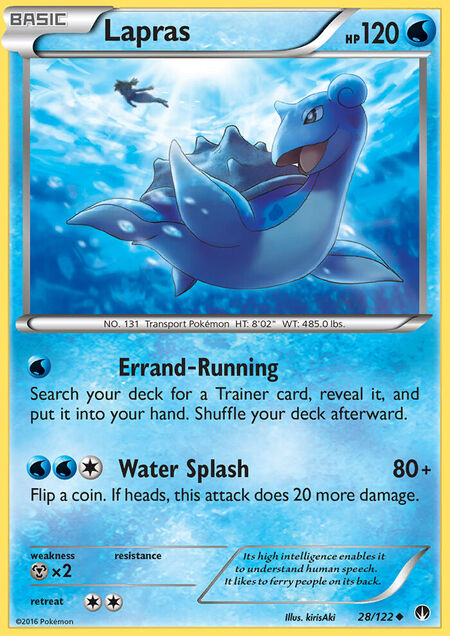 BASIC
Lapras HP120
NO. 131 Transport Pokémon HT: 8'02" WT: 485.0 lbs.
Errand-Running
Search your deck for a Trainer card, reveal it, and
put it into your hand. Shuffle your deck afterward.
Water Splash 80+
Flip a coin. If heads, this attack does 20 more damage.
weakness resistance
×2
retreat
Its high intelligence enables it
to understand human speech.
It likes to ferry people on its back.
©2016 Pokémon Illus. kirisAki 28/122